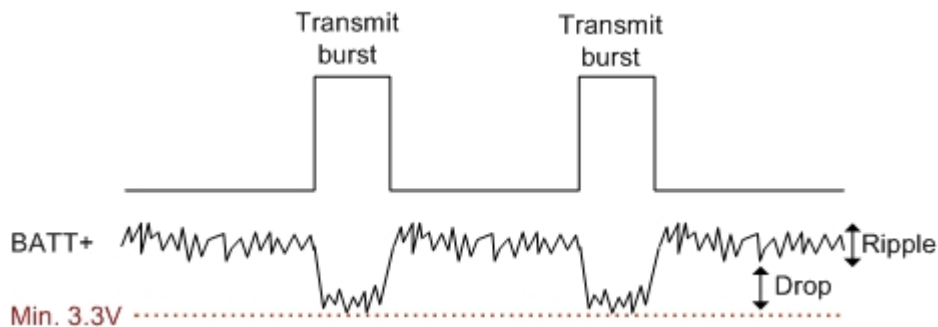 Transmit
burst
Transmit
burst
BATT+
Ripple
Drop
Min. 3.3V